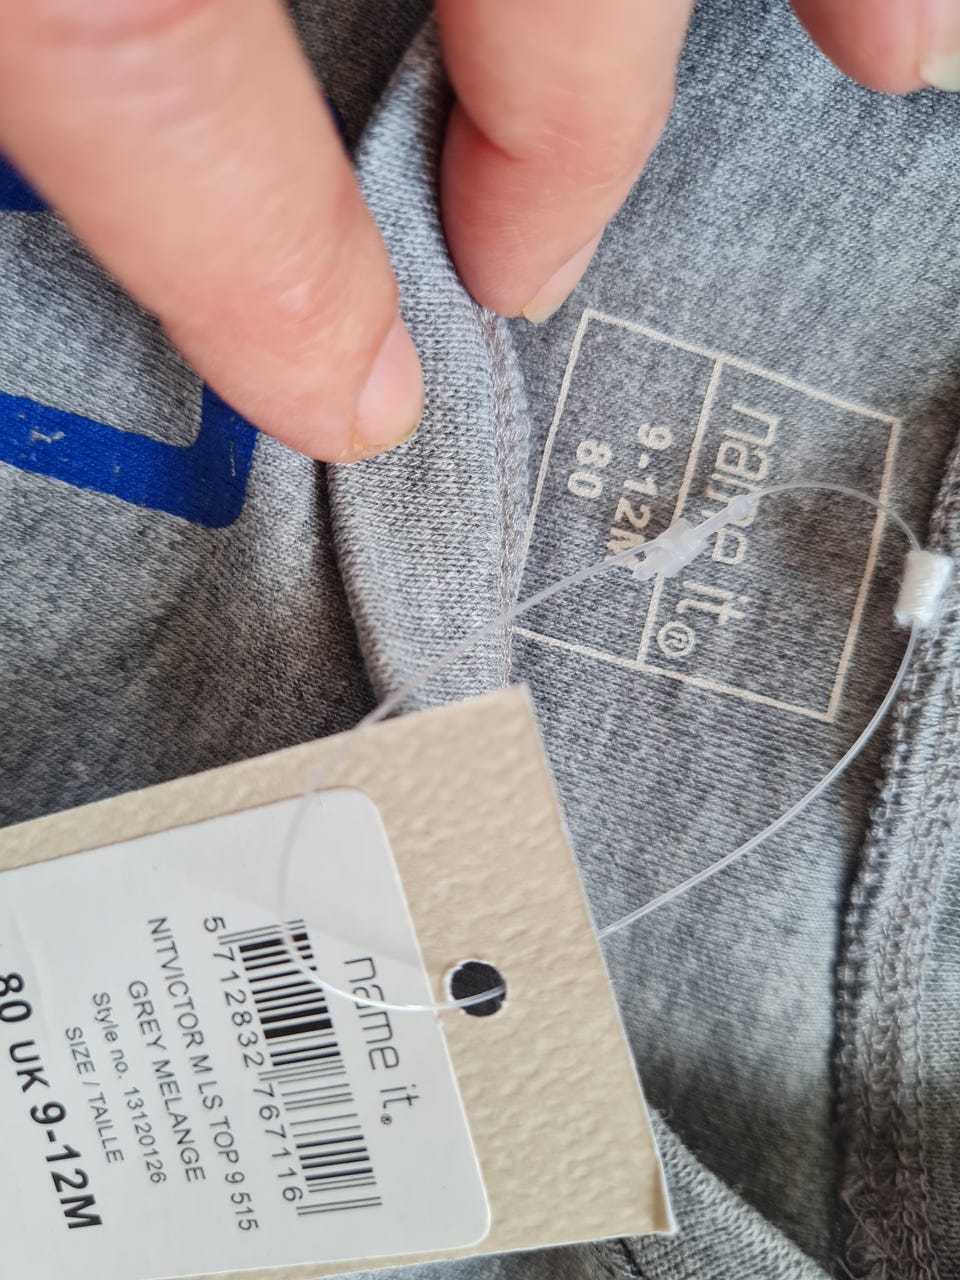 name it®
9-12M
80
name it®
5 712832 767116
NITVICTOR M LS TOP 9 515
GREY MELANGE
Style no. 13120126
SIZE / TAILLE
80 UK 9-12M